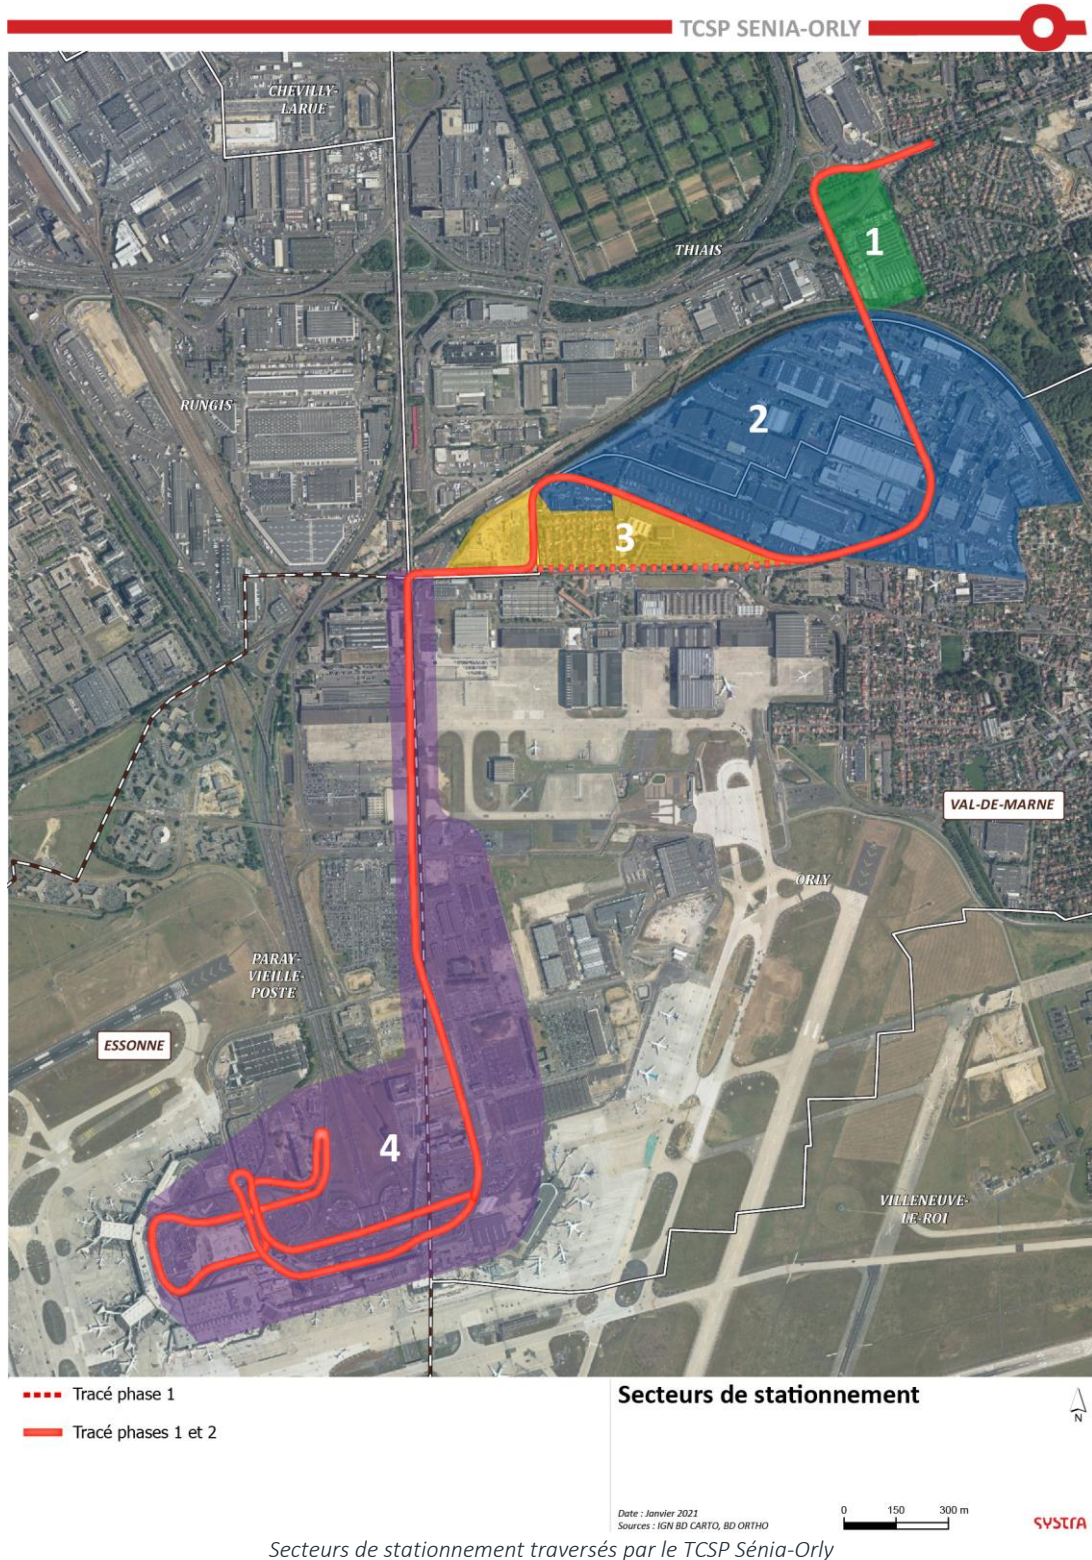 TCSP SENIA-ORLY
CHEVILLY-
LARUE
THIAIS
1
RUNGIS
2
3
VAL-DE-MARNE
ORLY
PARAY-
VIEILLE-
POSTE
ESSONNE
4
VILLENEUVE-
LE-ROI
Tracé phase 1
Tracé phases 1 et 2
Secteurs de stationnement
N
Date : Janvier 2021
Sources : IGN BD CARTO, BD ORTHO
0 150 300 m
SYSTRA
Secteurs de stationnement traversés par le TCSP Sénia-Orly